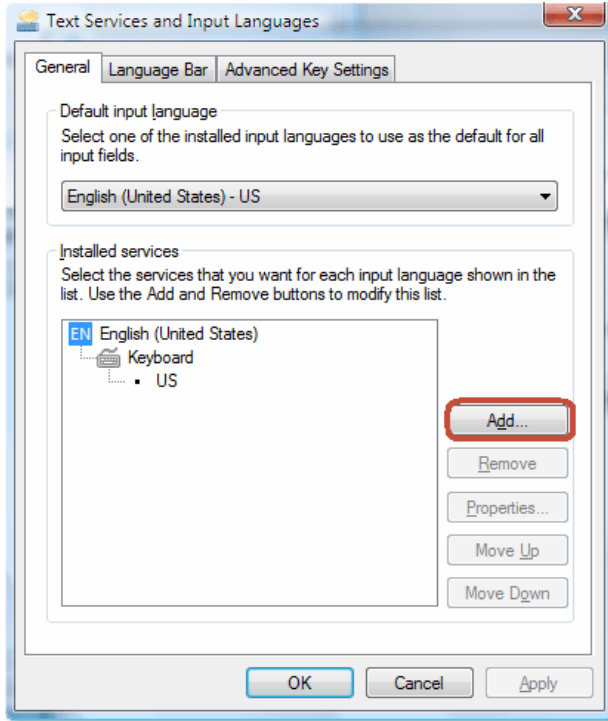 Text Services and Input Languages
General
Language Bar
Advanced Key Settings
Default input language
Select one of the installed input languages to use as the default for all
input fields.
English (United States) - US
Installed services
Select the services that you want for each input language shown in the
list. Use the Add and Remove buttons to modify this list.
EN English (United States)
Keyboard
US
Add...
Remove
Properties...
Move Up
Move Down
OK
Cancel
Apply